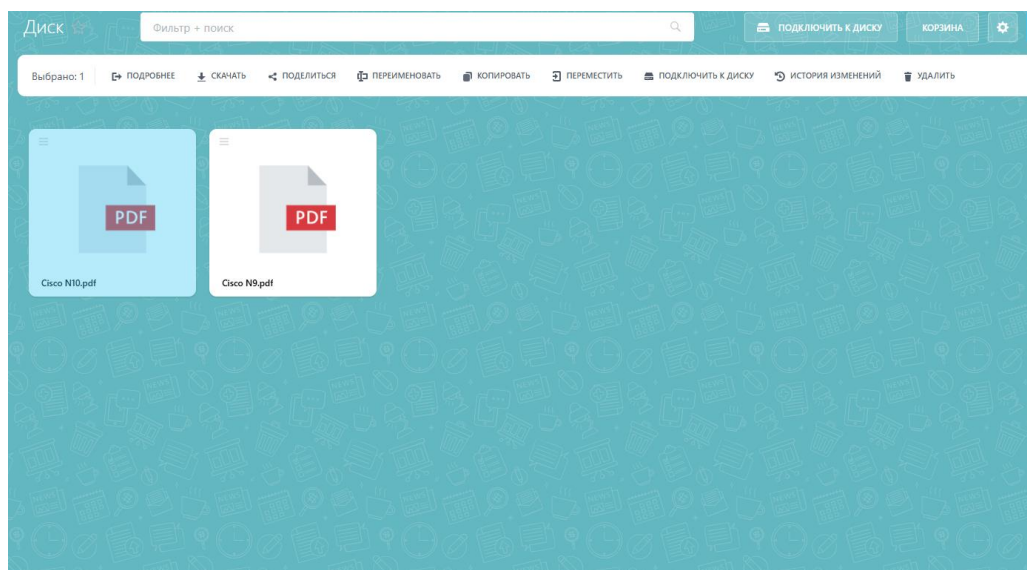 Диск
Фильтр + поиск
ПОДКЛЮЧИТЬ К ДИСКУ
КОРЗИНА
Выбрано: 1
ПОДРОБНЕЕ
СКАЧАТЬ
ПОДЕЛИТЬСЯ
ПЕРЕИМЕНОВАТЬ
КОПИРОВАТЬ
ПЕРЕМЕСТИТЬ
ПОДКЛЮЧИТЬ К ДИСКУ
ИСТОРИЯ ИЗМЕНЕНИЙ
УДАЛИТЬ
PDF
PDF
Cisco N10.pdf
Cisco N9.pdf